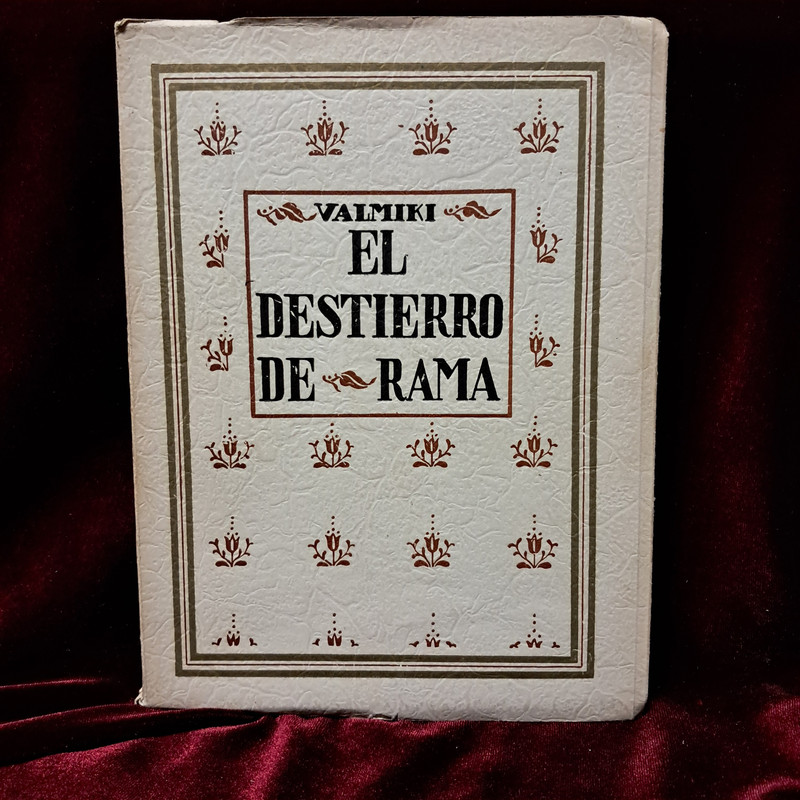 VALMIKI
EL
DESTIERRO
DE RAMA